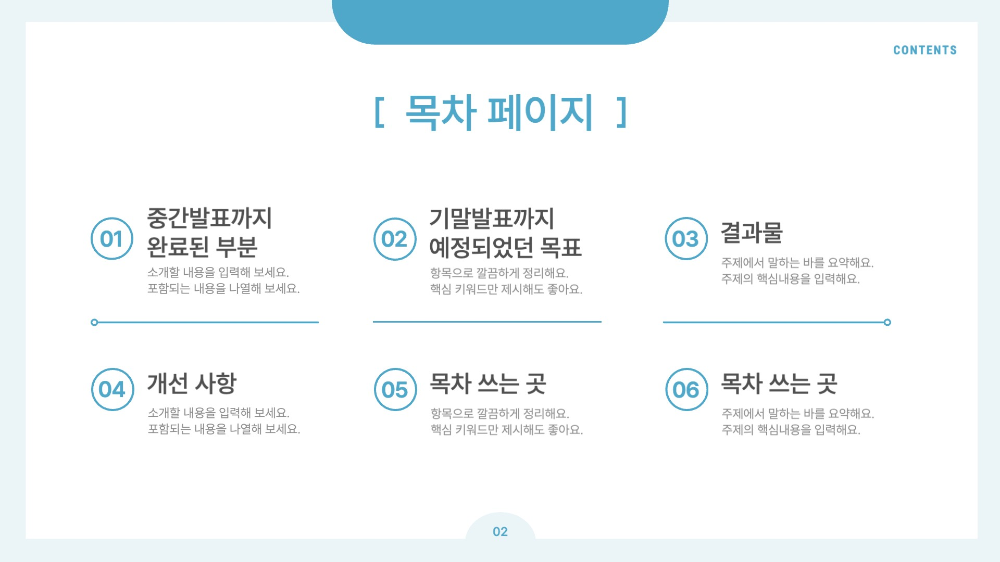 CONTENTS
[ 목차 페이지 ]
01
중간발표까지
완료된 부분
소개할 내용을 입력해 보세요.
포함되는 내용을 나열해 보세요.
02
기말발표까지
예정되었던 목표
항목으로 깔끔하게 정리해요.
핵심 키워드만 제시해도 좋아요.
03
결과물
주제에서 말하는 바를 요약해요.
주제의 핵심내용을 입력해요.
04
개선 사항
소개할 내용을 입력해 보세요.
포함되는 내용을 나열해 보세요.
05
목차 쓰는 곳
항목으로 깔끔하게 정리해요.
핵심 키워드만 제시해도 좋아요.
06
목차 쓰는 곳
주제에서 말하는 바를 요약해요.
주제의 핵심내용을 입력해요.
02